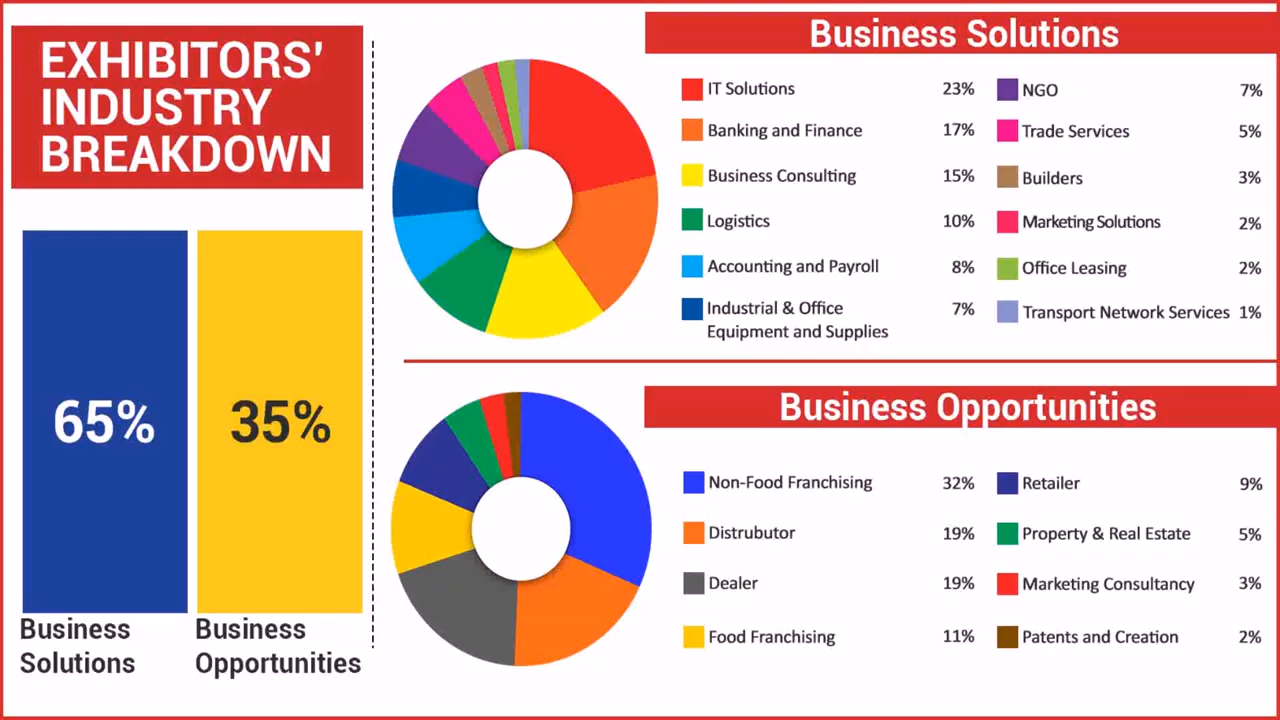 EXHIBITORS'
INDUSTRY
BREAKDOWN
65%
35%
Business
Solutions
Business
Opportunities
Business Solutions
IT Solutions 23%
Banking and Finance 17%
Business Consulting 15%
Logistics 10%
Accounting and Payroll 8%
Industrial & Office 7%
Equipment and Supplies
NGO 7%
Trade Services 5%
Builders 3%
Marketing Solutions 2%
Office Leasing 2%
Transport Network Services 1%
Business Opportunities
Non-Food Franchising 32%
Distrubutor 19%
Dealer 19%
Food Franchising 11%
Retailer 9%
Property & Real Estate 5%
Marketing Consultancy 3%
Patents and Creation 2%